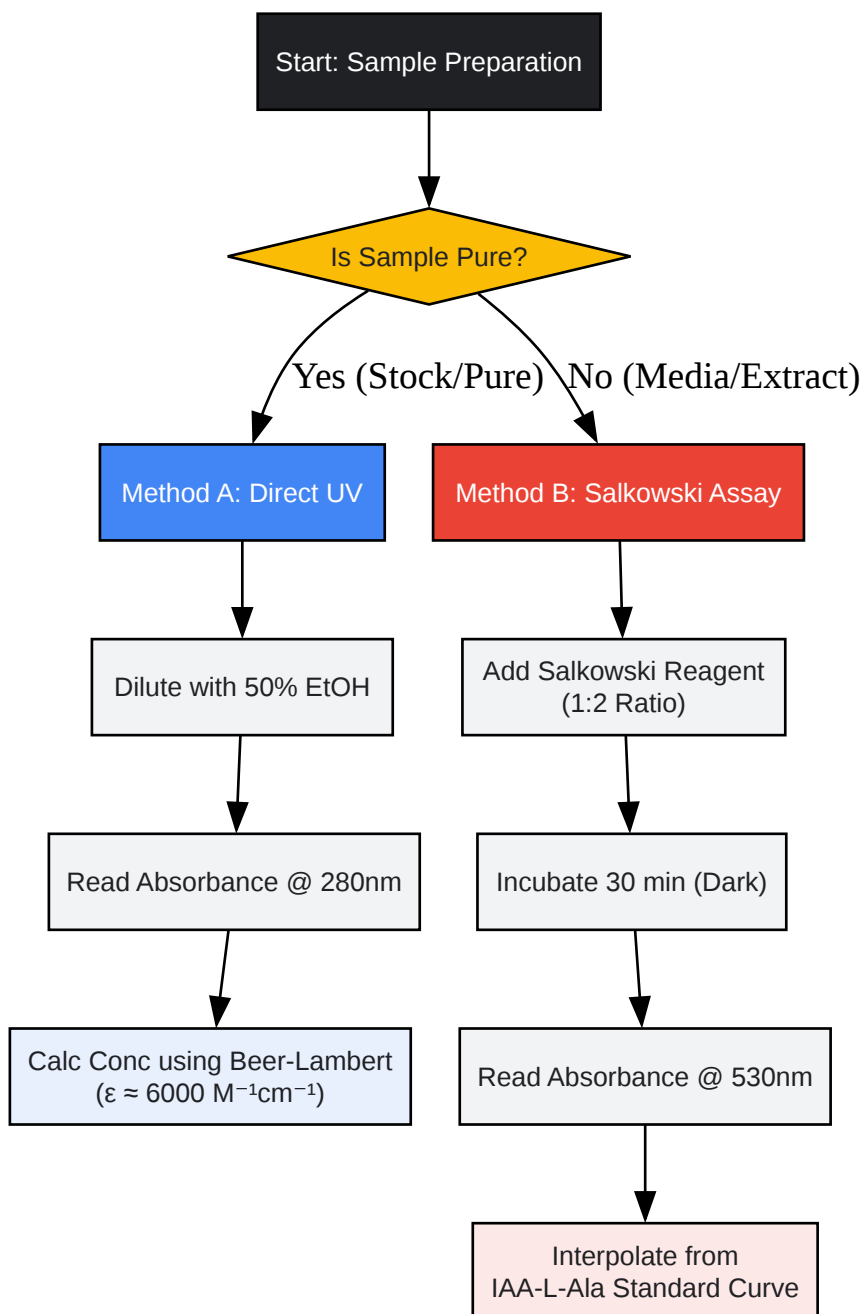 Start: Sample Preparation
Is Sample Pure?
Yes (Stock/Pure)
No (Media/Extract)
Method A: Direct UV
Method B: Salkowski Assay
Dilute with 50% EtOH
Add Salkowski Reagent
(1:2 Ratio)
Read Absorbance @ 280nm
Incubate 30 min (Dark)
Calc Conc using Beer-Lambert
(ε ≈ 6000 M⁻¹cm⁻¹)
Read Absorbance @ 530nm
Interpolate from
IAA-L-Ala Standard Curve